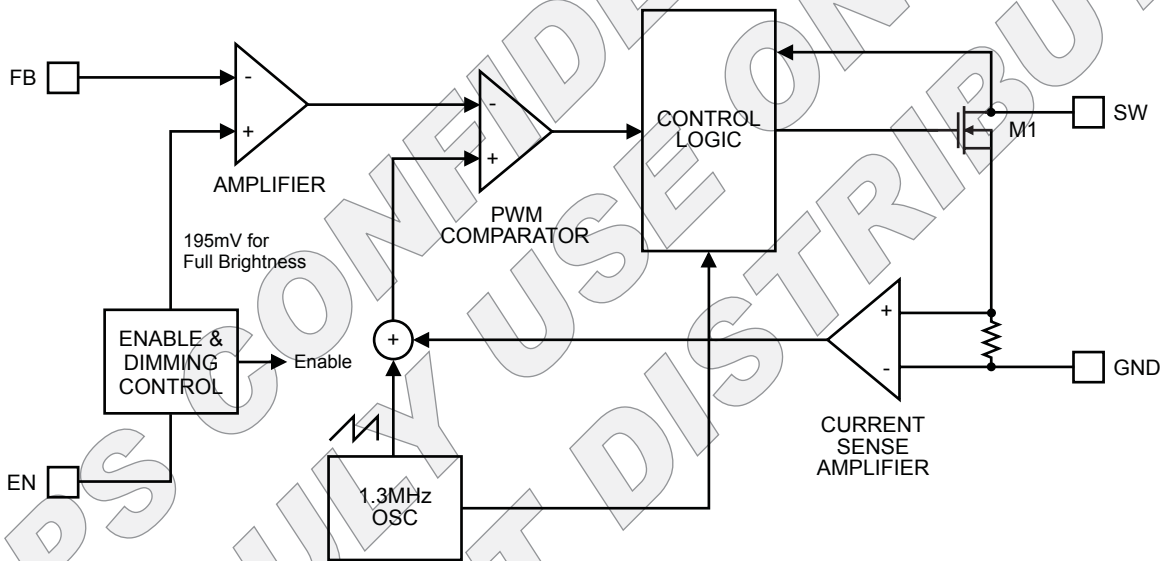 FB
-
+
AMPLIFIER
195mV for
Full Brightness
ENABLE &
DIMMING
CONTROL
Enable
EN
-
+
PWM
COMPARATOR
+
1.3MHz
OSC
CONTROL
LOGIC
M1
SW
+
-
GND
CURRENT
SENSE
AMPLIFIER